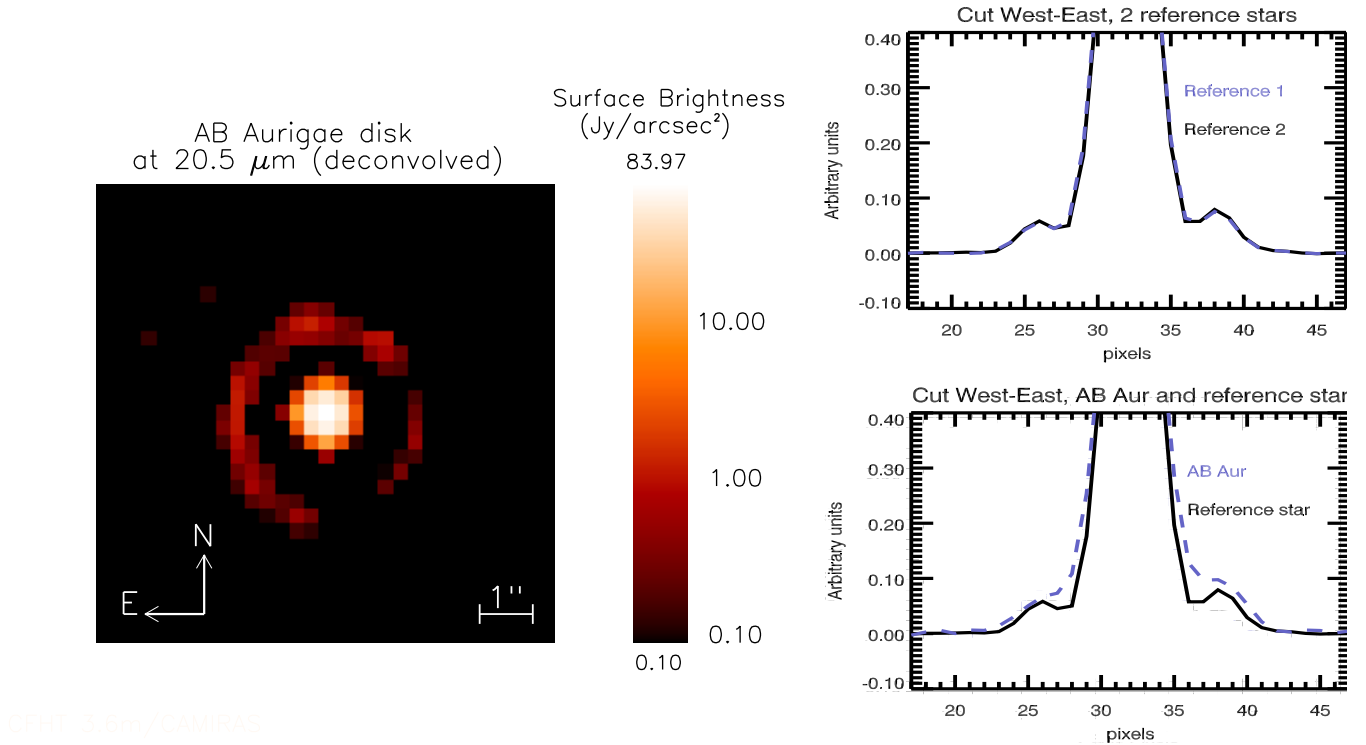 AB Aurigae disk
at 20.5 μm (deconvolved)
Surface Brightness
(Jy/arcsec²)
83.97
10.00
1.00
0.10
0.10
N
E
1"
CFHT 3.6m/CAMIRAS
Cut West-East, 2 reference stars
0.40
0.30
0.20
0.10
0.00
-0.10
Arbitrary units
Reference 1
Reference 2
20 25 30 35 40 45
pixels
Cut West-East, AB Aur and reference star
0.40
0.30
0.20
0.10
0.00
-0.10
Arbitrary units
AB Aur
Reference star
20 25 30 35 40 45
pixels